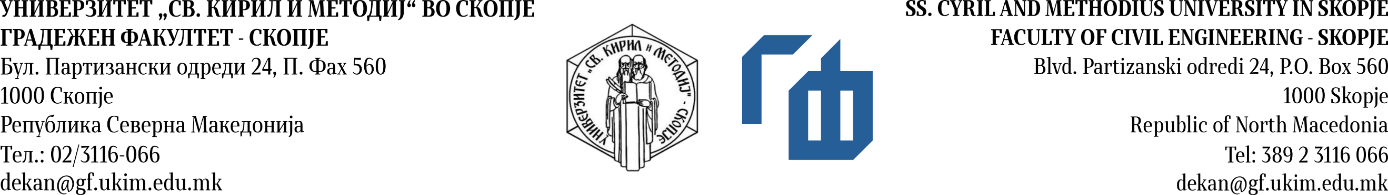 УНИВЕРЗИТЕТ „СВ. КИРИЛ И МЕТОДИЈ“ ВО СКОПЈЕ
ГРАДЕЖЕН ФАКУЛТЕТ - СКОПЈЕ
Бул. Партизански одреди 24, П. Фах 560
1000 Скопје
Република Северна Македонија
Тел.: 02/3116-066
dekan@gf.ukim.edu.mk
УНИВЕРЗИТЕТ „СВ. КИРИЛ И МЕТОДИЈ“ - СКОПЈЕ
ГФ
SS. CYRIL AND METHODIUS UNIVERSITY IN SKOPJE
FACULTY OF CIVIL ENGINEERING - SKOPJE
Blvd. Partizanski odredi 24, P.O. Box 560
1000 Skopje
Republic of North Macedonia
Tel: 389 2 3116 066
dekan@gf.ukim.edu.mk